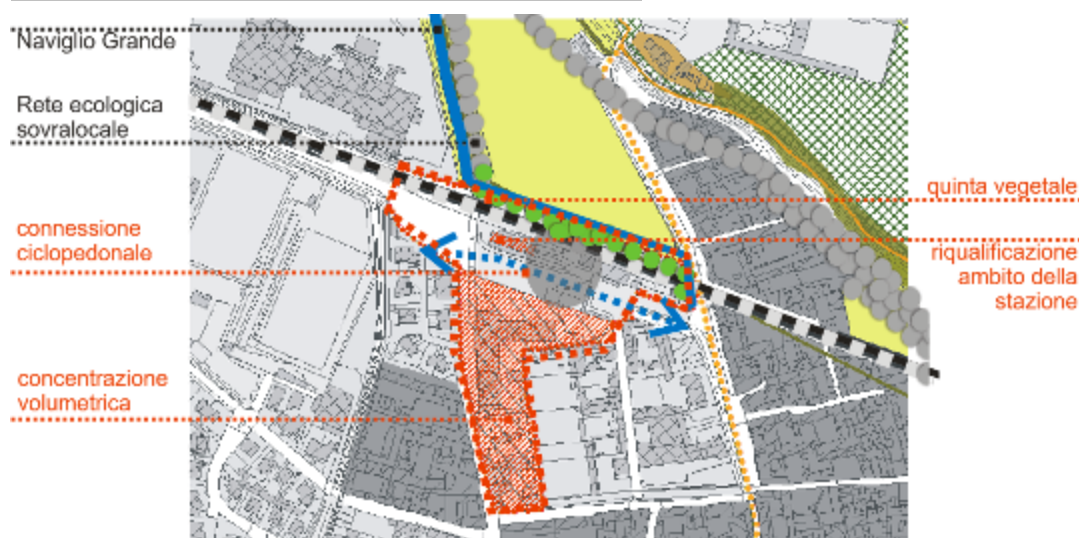 Naviglio Grande
Rete ecologica
sovralocale
connessione
ciclopedonale
concentrazione
volumetrica
quinta vegetale
riqualificazione
ambito della
stazione